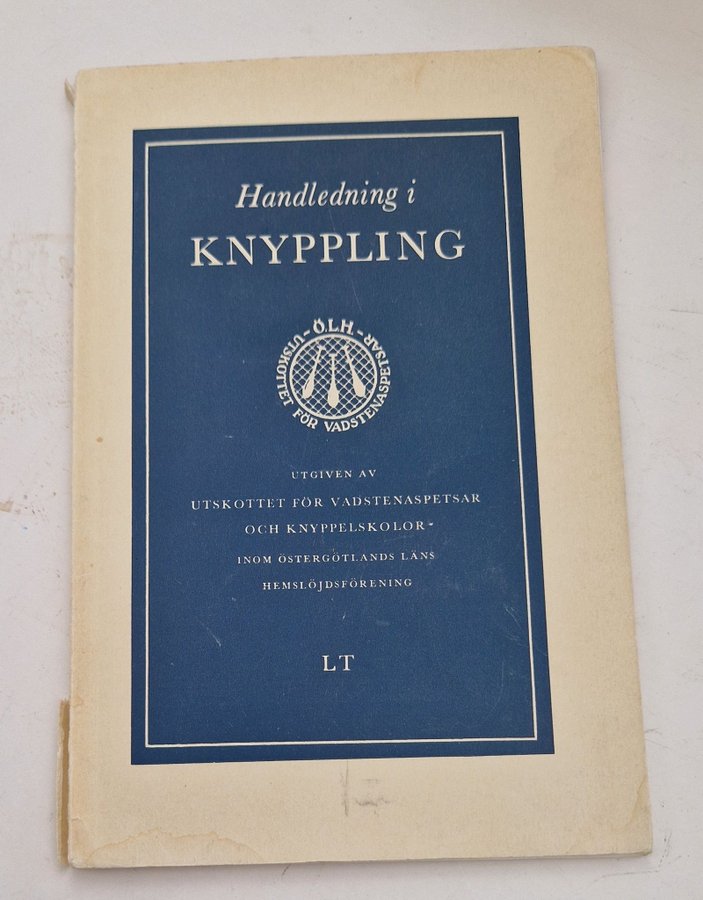 Handledning i
KNYPPLING
Ö.L.H.
UTSKOTTET FÖR VADSTENASPETSAR
UTGIVEN AV
UTSKOTTET FÖR VADSTENASPETSAR
OCH KNYPPELSKOLOR
INOM ÖSTERGÖTLANDS LÄNS
HEMSLÖJDSFÖRENING
LT